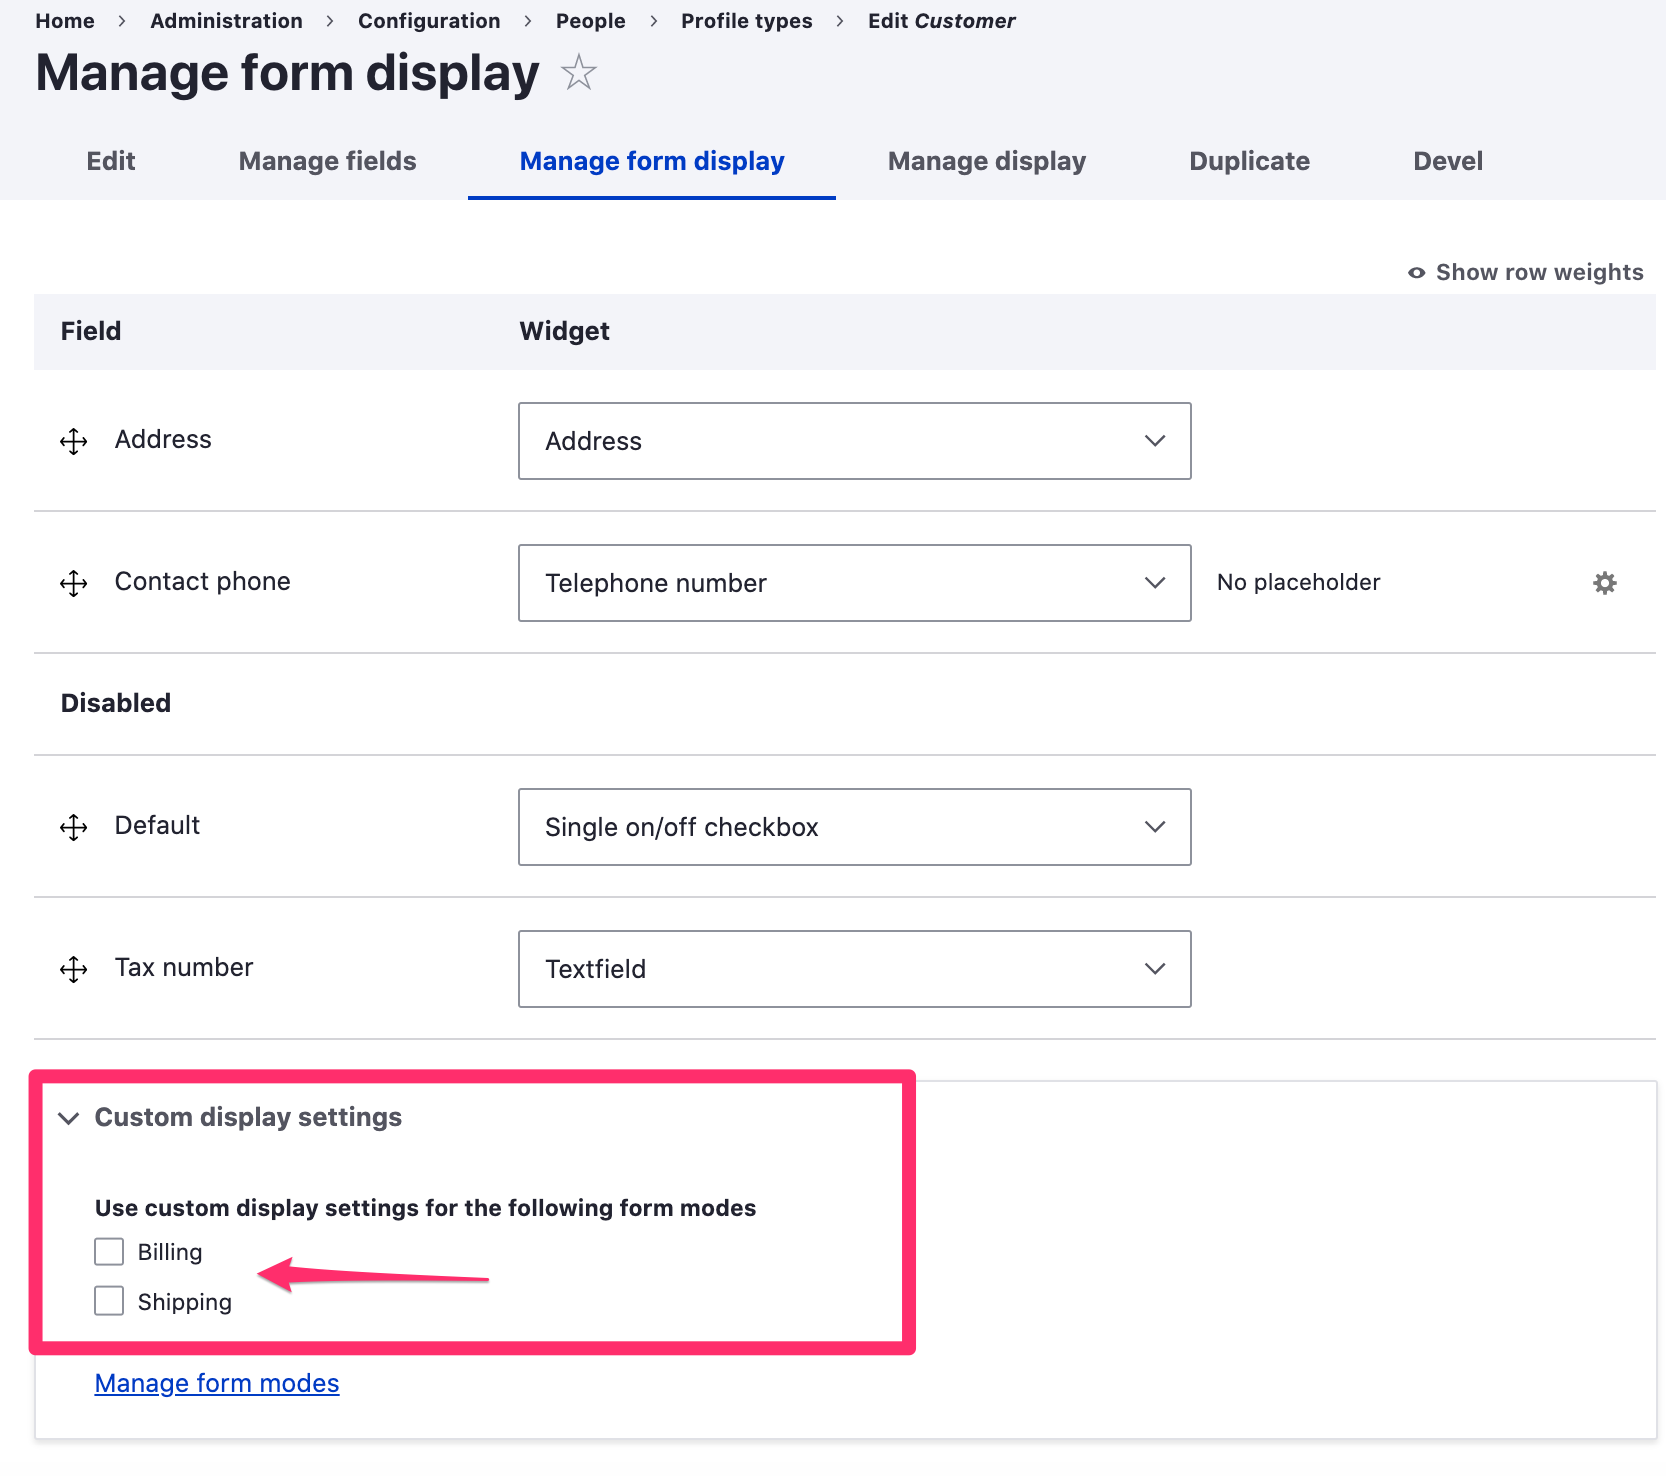 Home > Administration > Configuration > People > Profile types > Edit Customer
Manage form display
Edit Manage fields Manage form display Manage display Duplicate Devel
Show row weights
Field Widget
Address Address
Contact phone Telephone number No placeholder
Disabled
Default Single on/off checkbox
Tax number Textfield
Custom display settings
Use custom display settings for the following form modes
Billing
Shipping
Manage form modes